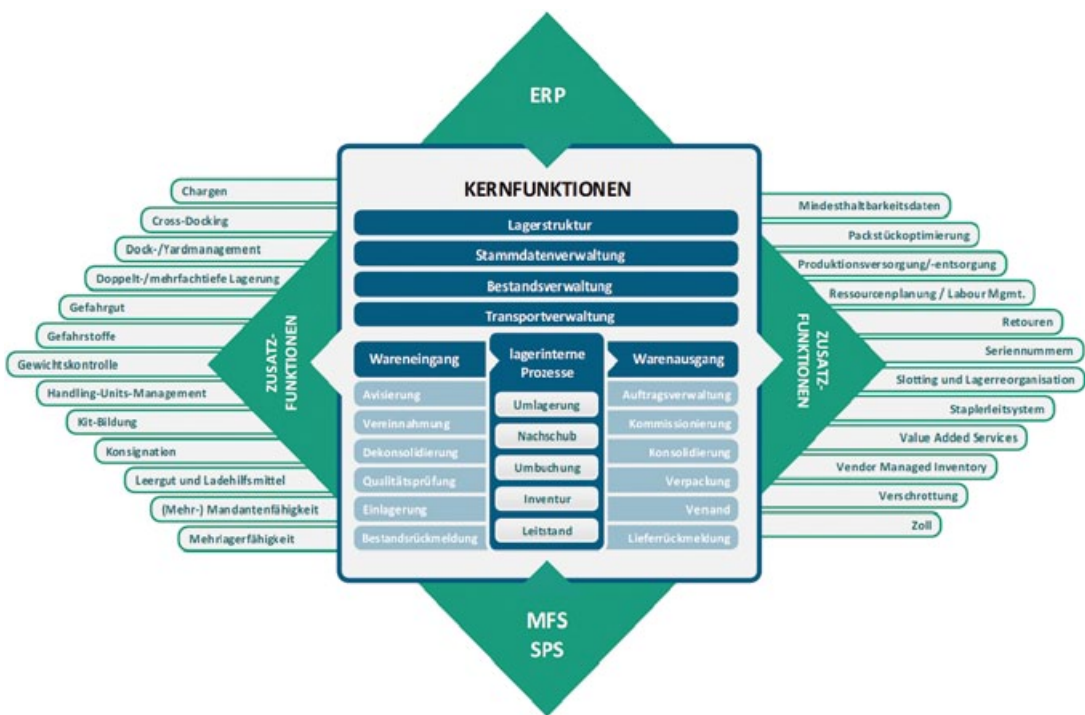 ERP
KERNFUNKTIONEN
Lagerstruktur
Stammdatenverwaltung
Bestandsverwaltung
Transportverwaltung
Wareneingang
Avisierung
Vereinnahmung
Dekonsolidierung
Qualitätsprüfung
Einlagerung
Bestandsrückmeldung
lagerinterne
Prozesse
Umlagerung
Nachschub
Umbuchung
Inventur
Leitstand
Warenausgang
Auftragsverwaltung
Kommissionierung
Konsolidierung
Verpackung
Versand
Lieferrückmeldung
ZUSATZ-
FUNKTIONEN
Chargen
Cross-Docking
Dock-/Yardmanagement
Doppelt-/mehrfachtiefe Lagerung
Gefahrgut
Gefahrstoffe
Gewichtskontrolle
Handling-Units-Management
Kit-Bildung
Konsignation
Leergut und Ladehilfsmittel
(Mehr-) Mandantenfähigkeit
Mehrlagerfähigkeit
ZUSATZ-
FUNKTIONEN
Mindesthaltbarkeitsdaten
Packstückoptimierung
Produktionsversorgung/-entsorgung
Ressourcenplanung / Labour Mgmt.
Retouren
Seriennummern
Slotting und Lagerreorganisation
Staplerleitsystem
Value Added Services
Vendor Managed Inventory
Verschrottung
Zoll
MFS
SPS